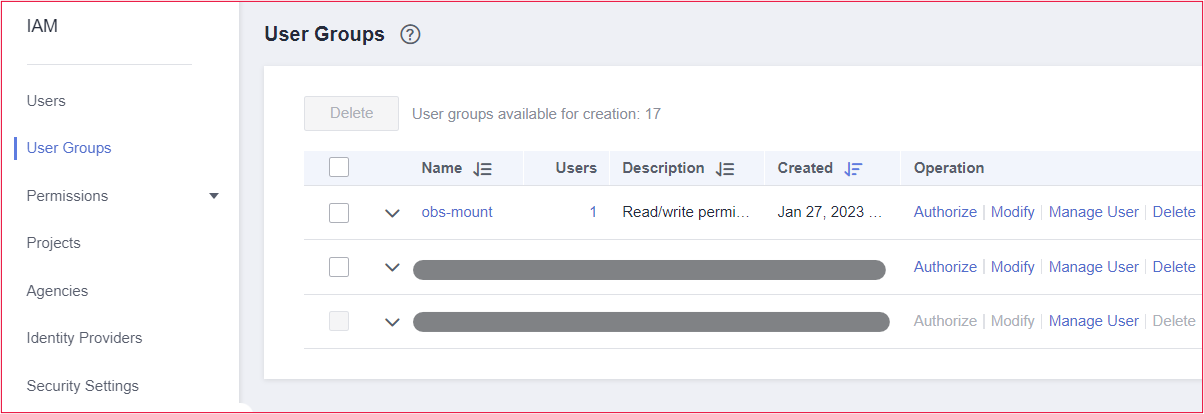 IAM
Users
User Groups
Permissions
Projects
Agencies
Identity Providers
Security Settings
User Groups ?
Delete User groups available for creation: 17
Name Users Description Created Operation
obs-mount 1 Read/write permi... Jan 27, 2023 ... Authorize Modify Manage User Delete
Authorize Modify Manage User Delete
Authorize Modify Manage User Delete